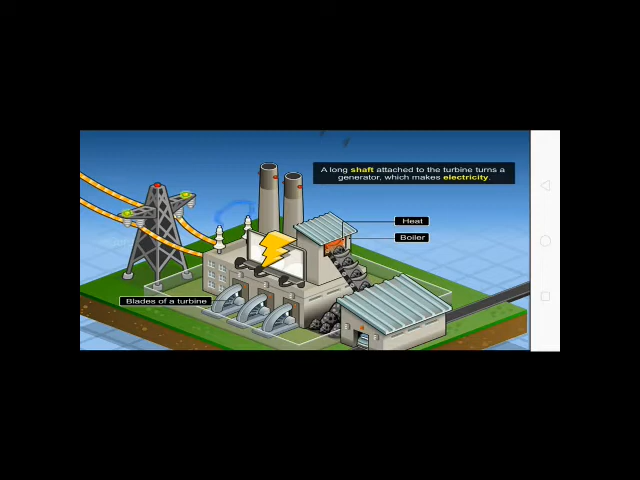 A long shaft attached to the turbine turns a
generator, which makes electricity.
Heat
Boiler
Blades of a turbine